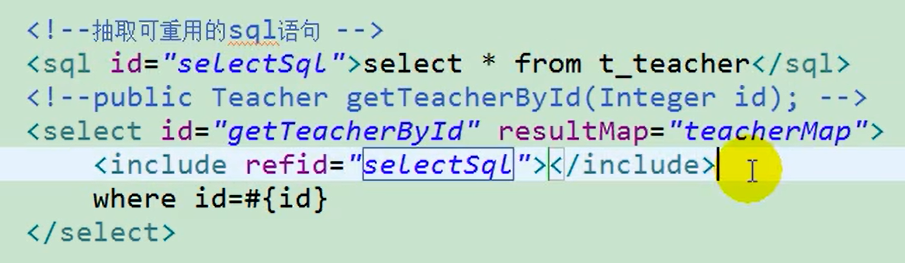 <!--抽取可重用的sql语句 -->
<sql id="selectSql">select * from t_teacher</sql>
<!--public Teacher getTeacherById(Integer id); -->
<select id="getTeacherById" resultMap="teacherMap">
<include refid="selectSql"></include>
where id=#{id}
</select>